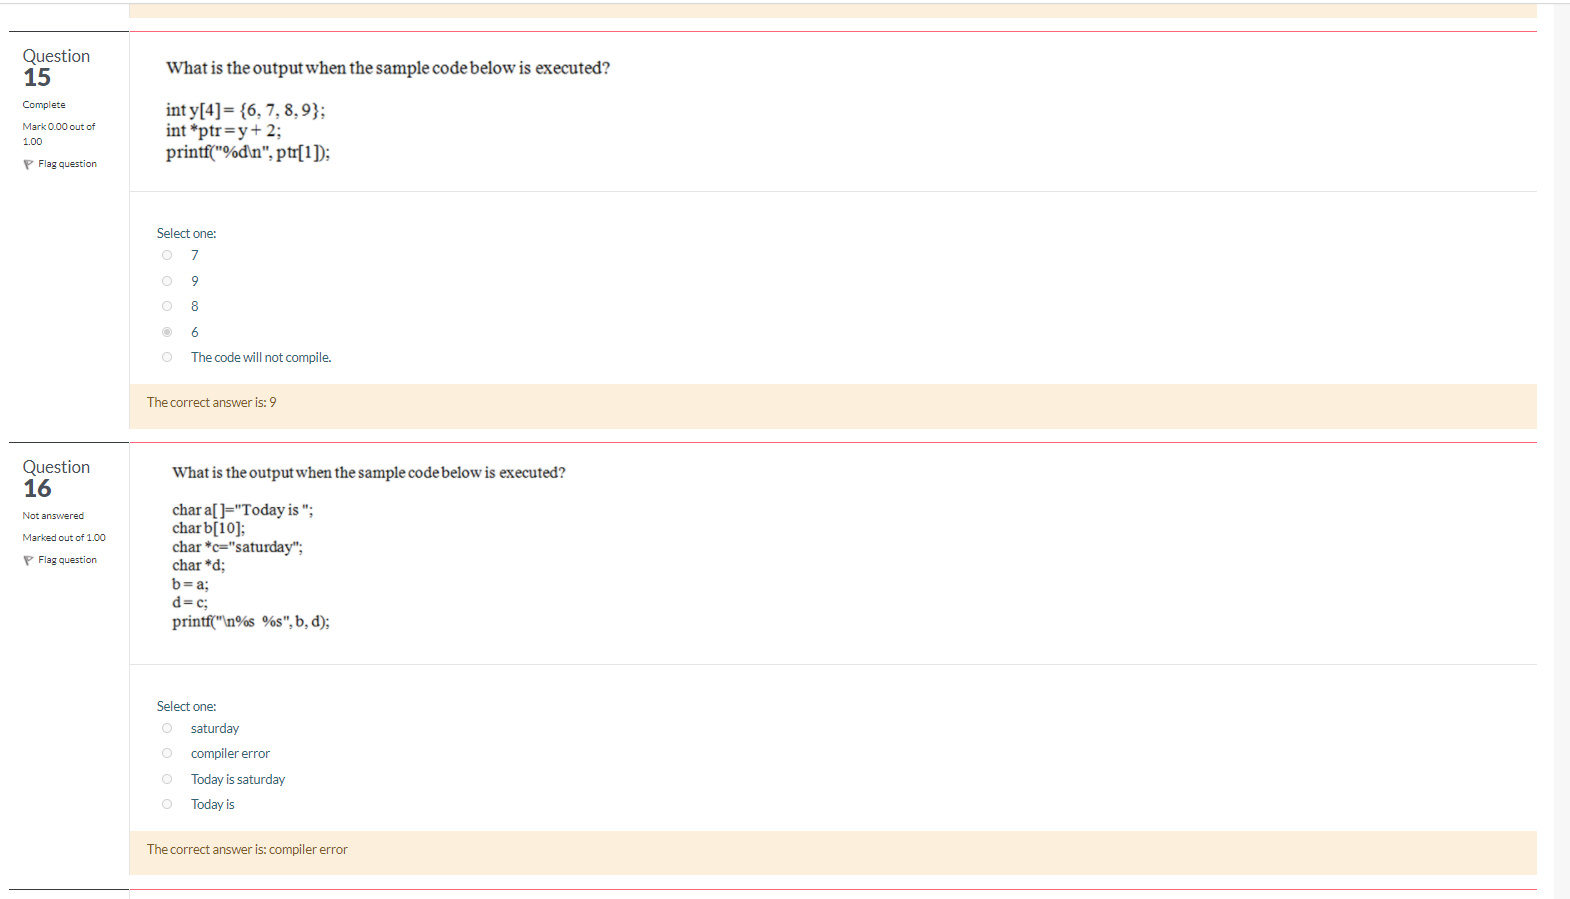 Question
15
Complete
Mark 0.00 out of
1.00
Flag question
What is the output when the sample code below is executed?
int y[4]= {6, 7, 8, 9};
int *ptr = y + 2;
printf("%d\n", ptr[1]);
Select one:
7
9
8
6
The code will not compile.
The correct answer is: 9
Question
16
Not answered
Marked out of 1.00
Flag question
What is the output when the sample code below is executed?
char a[ ]="Today is ";
char b[10];
char *c="saturday";
char *d;
b = a;
d = c;
printf("\n%s  %s", b, d);
Select one:
saturday
compiler error
Today is saturday
Today is
The correct answer is: compiler error